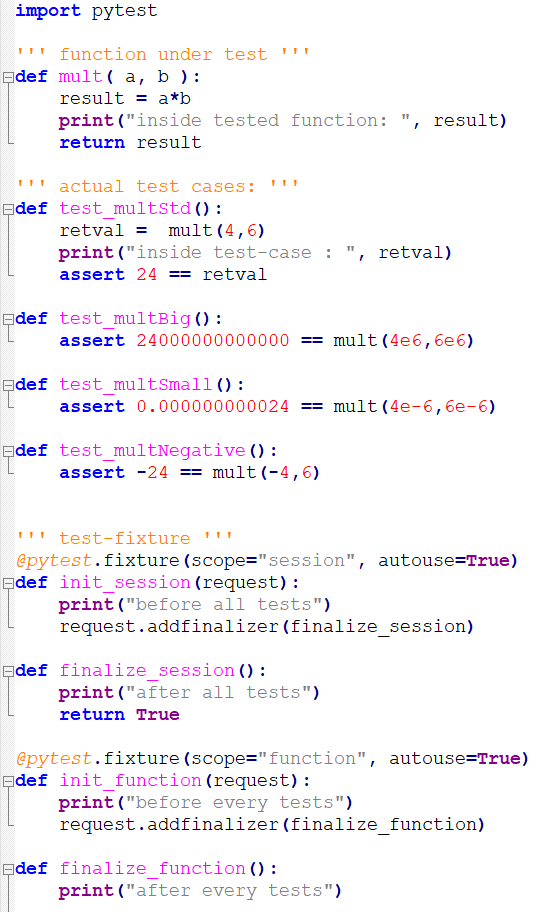 import pytest

''' function under test '''
def mult( a, b ):
    result = a*b
    print("inside tested function: ", result)
    return result

''' actual test cases: '''
def test_multStd():
    retval =  mult(4,6)
    print("inside test-case : ", retval)
    assert 24 == retval

def test_multBig():
    assert 24000000000000 == mult(4e6,6e6)

def test_multSmall():
    assert 0.000000000024 == mult(4e-6,6e-6)

def test_multNegative():
    assert -24 == mult(-4,6)


''' test-fixture '''
@pytest.fixture(scope="session", autouse=True)
def init_session(request):
    print("before all tests")
    request.addfinalizer(finalize_session)

def finalize_session():
    print("after all tests")
    return True

@pytest.fixture(scope="function", autouse=True)
def init_function(request):
    print("before every tests")
    request.addfinalizer(finalize_function)

def finalize_function():
    print("after every tests")